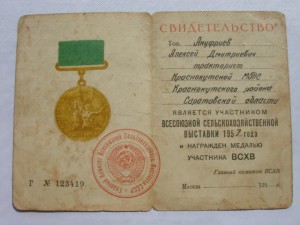 СВИДЕТЕЛЬСТВО
Тов. Ануфриев
Алексей Дмитриевич
тракторист
Краснокутской МТС
Краснокутского района
Саратовской области
ЯВЛЯЕТСЯ УЧАСТНИКОМ
ВСЕСОЮЗНОЙ СЕЛЬСКОХОЗЯЙСТВЕННОЙ
ВЫСТАВКИ 1957 года
И НАГРАЖДЕН МЕДАЛЬЮ
УЧАСТНИКА ВСХВ
Главный комитет ВСХВ
Москва 195
Г № 123419